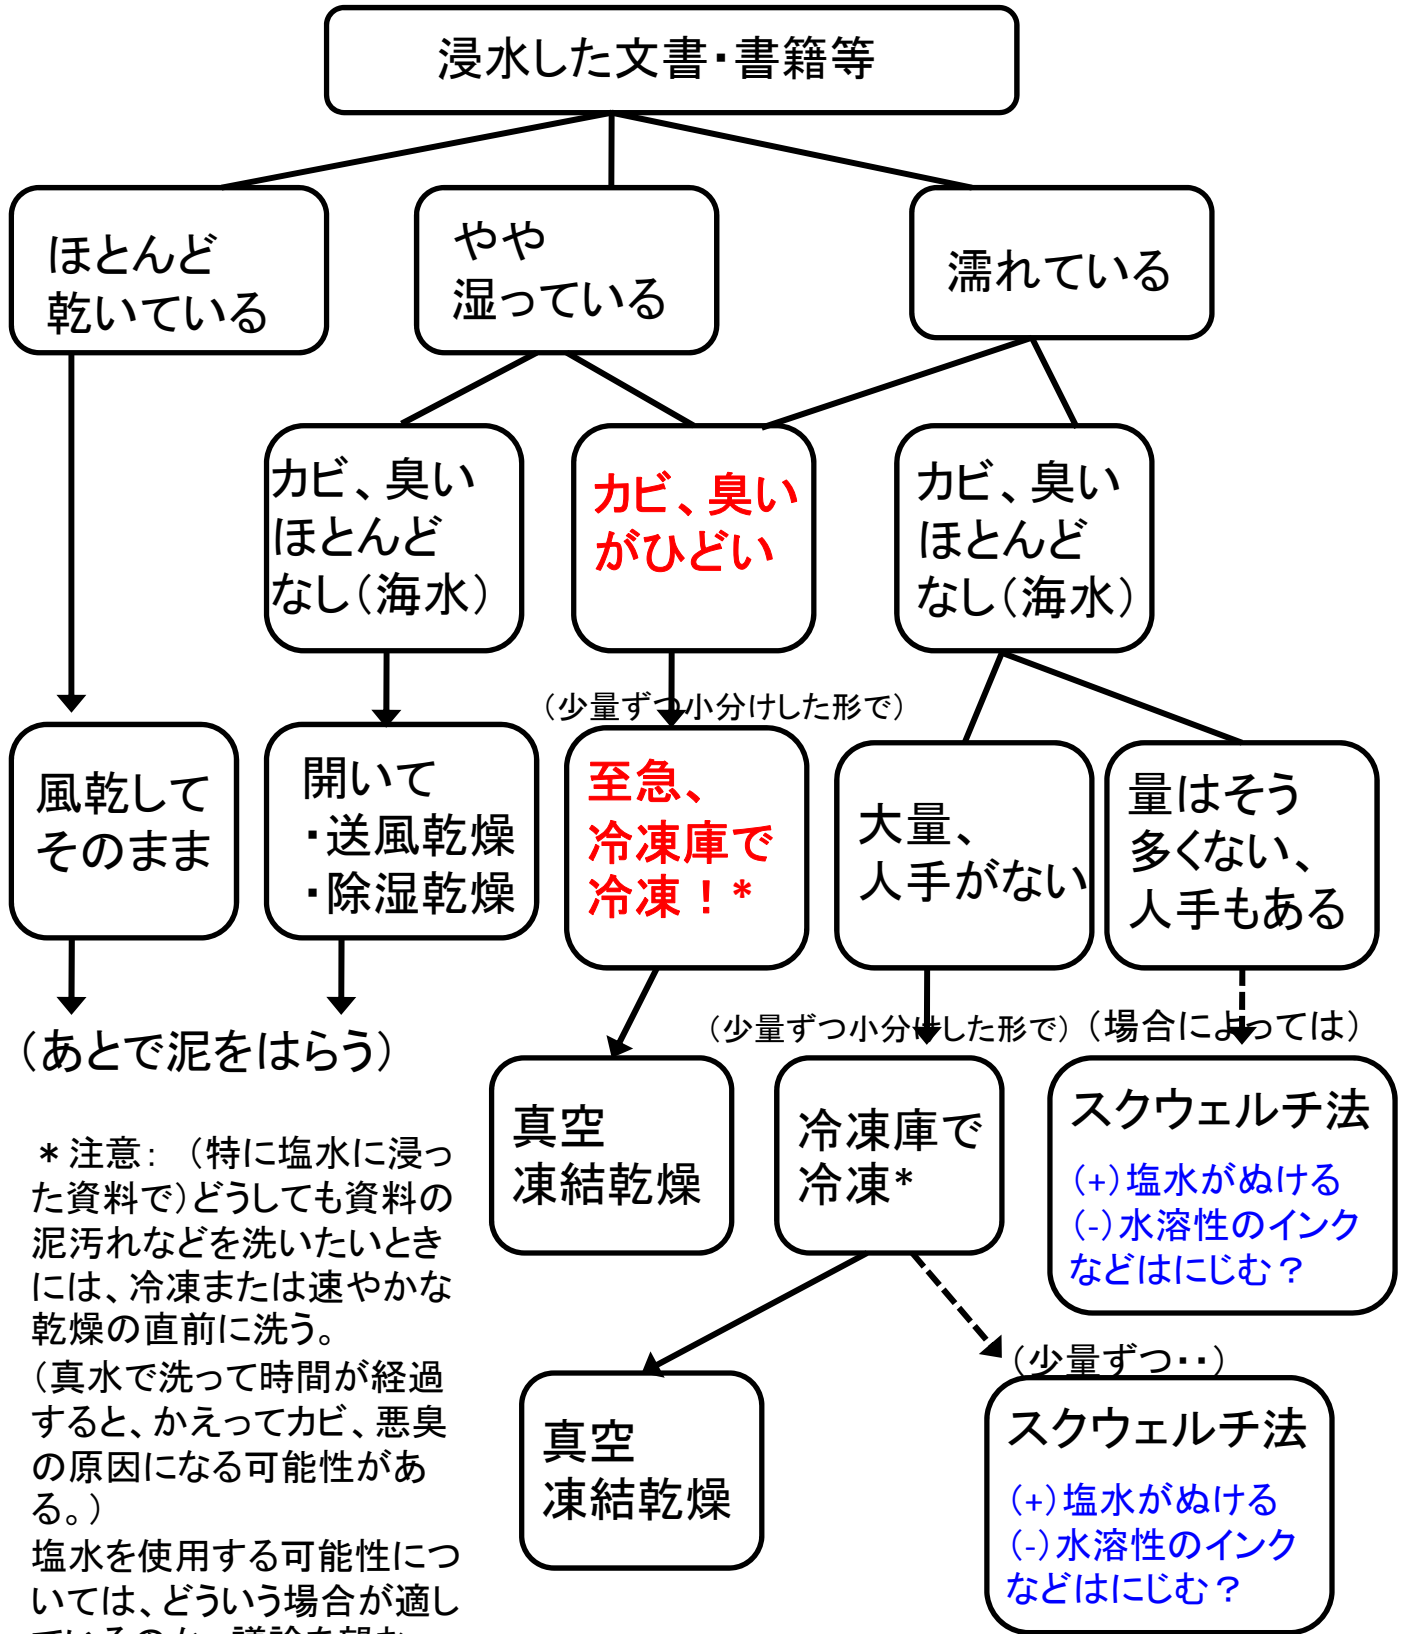 浸水した文書・書籍等
ほとんど
乾いている
やや
湿っている
濡れている
カビ、臭い
ほとんど
なし（海水）
カビ、臭い
がひどい
カビ、臭い
ほとんど
なし（海水）
（少量ずつ小分けした形で）
風乾して
そのまま
開いて
・送風乾燥
・除湿乾燥
至急、
冷凍庫で
冷凍！*
大量、
人手がない
量はそう
多くない、
人手もある
（あとで泥をはらう）
（少量ずつ小分けした形で）
（場合によっては）
真空
凍結乾燥
冷凍庫で
冷凍*
スクウェルチ法
（+）塩水がぬける
（-）水溶性のインク
などはにじむ？
＊注意：（特に塩水に浸っ
た資料で）どうしても資料の
泥汚れなどを洗いたいとき
には、冷凍または速やかな
乾燥の直前に洗う。
（真水で洗って時間が経過
すると、かえってカビ、悪臭
の原因になる可能性があ
る。）
塩水を使用する可能性につ
いては、どういう場合が適し
真空
凍結乾燥
（少量ずつ・・）
スクウェルチ法
（+）塩水がぬける
（-）水溶性のインク
などはにじむ？